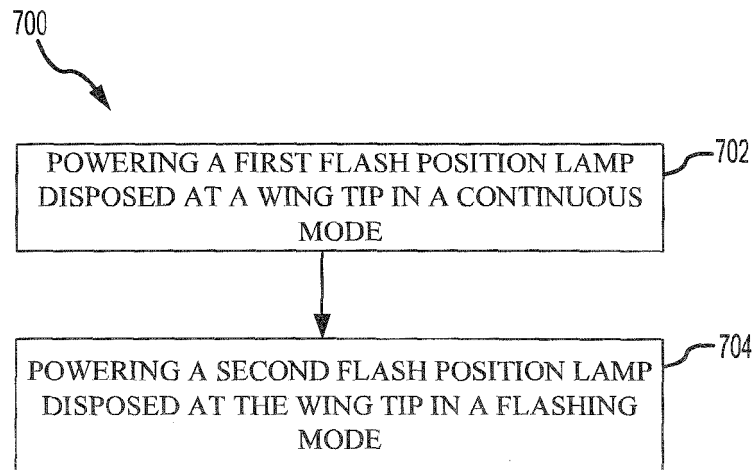 700
POWERING A FIRST FLASH POSITION LAMP
DISPOSED AT A WING TIP IN A CONTINUOUS
MODE
702
POWERING A SECOND FLASH POSITION LAMP
DISPOSED AT THE WING TIP IN A FLASHING
MODE
704